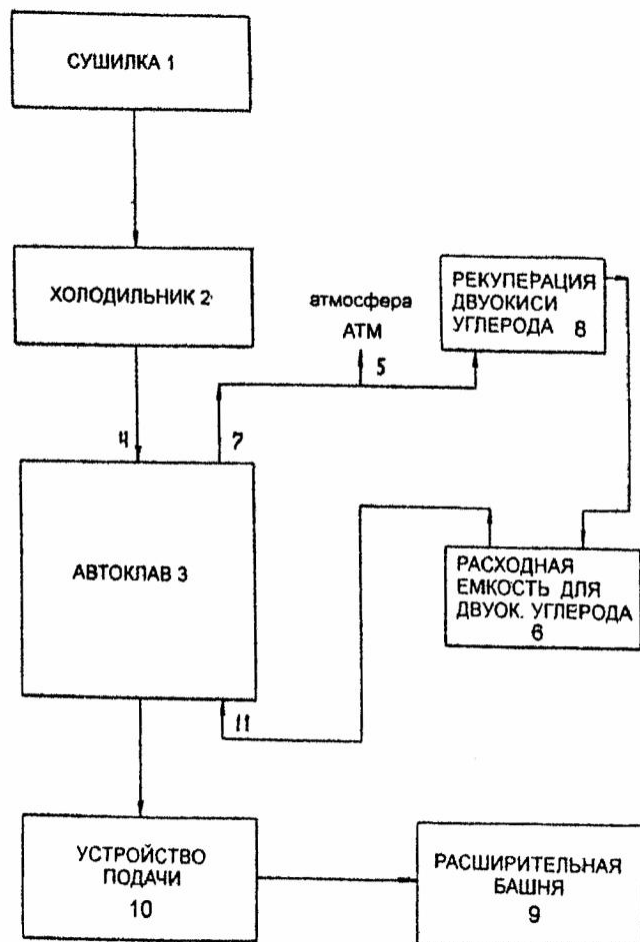 СУШИЛКА 1
ХОЛОДИЛЬНИК 2
атмосфера
АТМ
5
РЕКУПЕРАЦИЯ
ДВУОКИСИ
УГЛЕРОДА 8
4
7
АВТОКЛАВ 3
РАСХОДНАЯ
ЕМКОСТЬ ДЛЯ
ДВУОК. УГЛЕРОДА
6
11
УСТРОЙСТВО
ПОДАЧИ
10
РАСШИРИТЕЛЬНАЯ
БАШНЯ
9